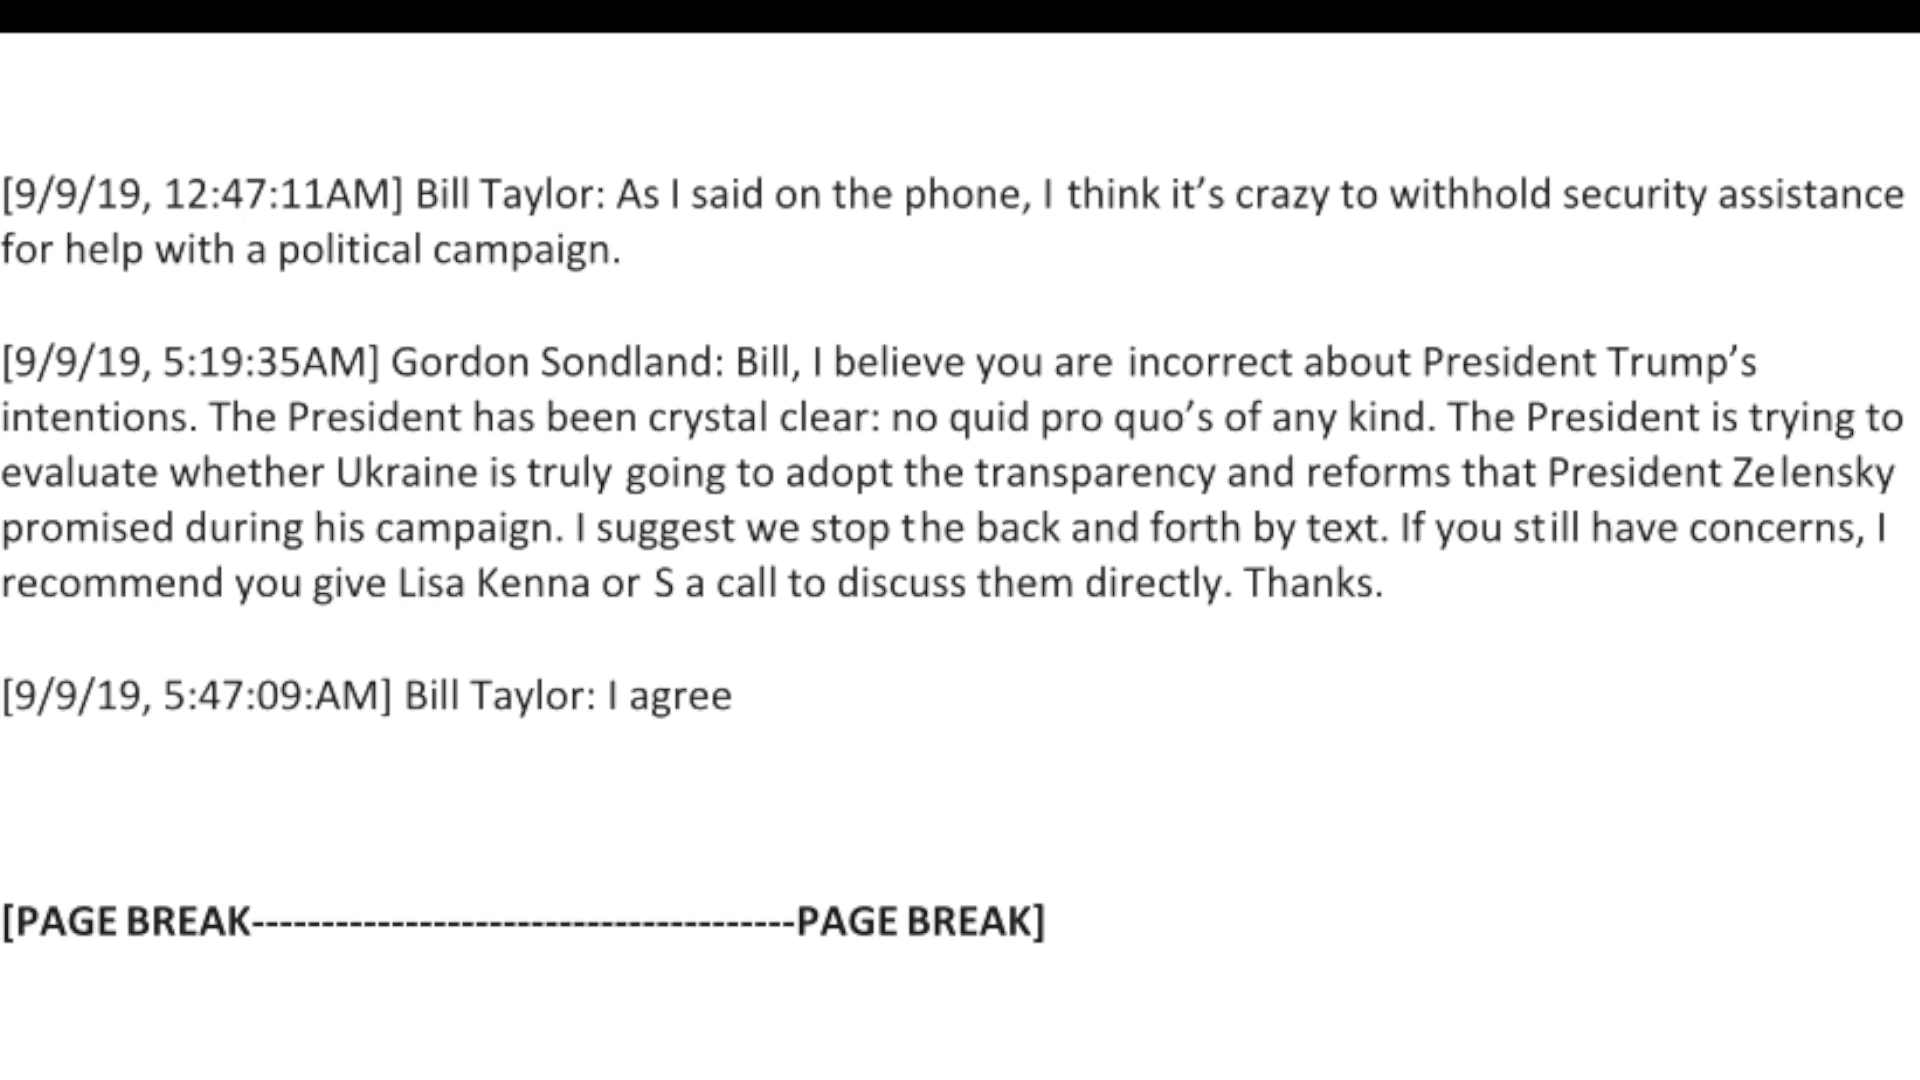 [9/9/19, 12:47:11AM] Bill Taylor: As I said on the phone, I think it’s crazy to withhold security assistance
for help with a political campaign.
[9/9/19, 5:19:35AM] Gordon Sondland: Bill, I believe you are incorrect about President Trump’s
intentions. The President has been crystal clear: no quid pro quo’s of any kind. The President is trying to
evaluate whether Ukraine is truly going to adopt the transparency and reforms that President Zelensky
promised during his campaign. I suggest we stop the back and forth by text. If you still have concerns, I
recommend you give Lisa Kenna or S a call to discuss them directly. Thanks.
[9/9/19, 5:47:09:AM] Bill Taylor: I agree
[PAGE BREAK---------------------------------------PAGE BREAK]